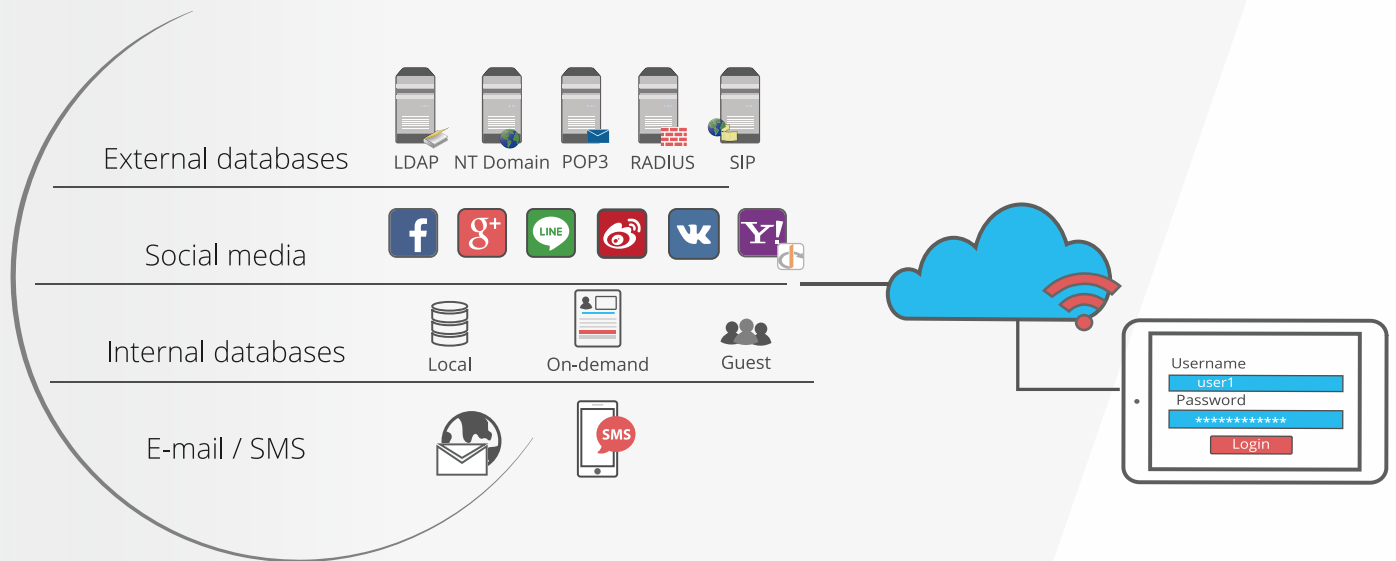 External databases
LDAP NT Domain POP3 RADIUS SIP
Social media
f g+ LINE VK Y!
Internal databases
Local On-demand Guest
E-mail / SMS
SMS
Username
user1
Password
************
Login